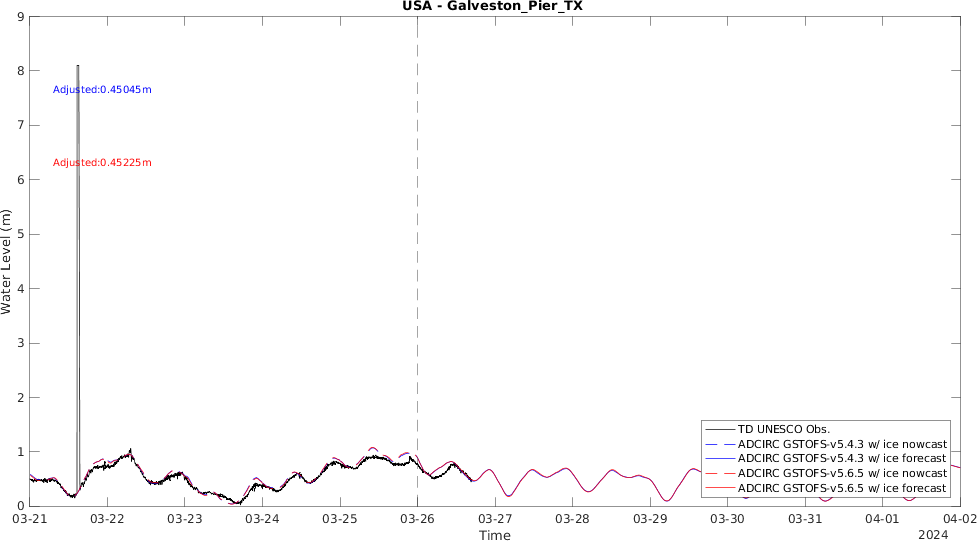 USA - Galveston_Pier_TX
9
8
7
6
5
4
3
2
1
0
Water Level (m)
Adjusted:0.45045m
Adjusted:0.45225m
TD UNESCO Obs.
ADCIRC GSTOFS-v5.4.3 w/ ice nowcast
ADCIRC GSTOFS-v5.4.3 w/ ice forecast
ADCIRC GSTOFS-v5.6.5 w/ ice nowcast
ADCIRC GSTOFS-v5.6.5 w/ ice forecast
03-21 03-22 03-23 03-24 03-25 03-26 03-27 03-28 03-29 03-30 03-31 04-01 04-02
Time
2024